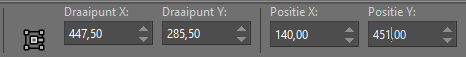 Draaipunt X: Draaipunt Y: Positie X: Positie Y:
447,50 285,50 140,00 451,00